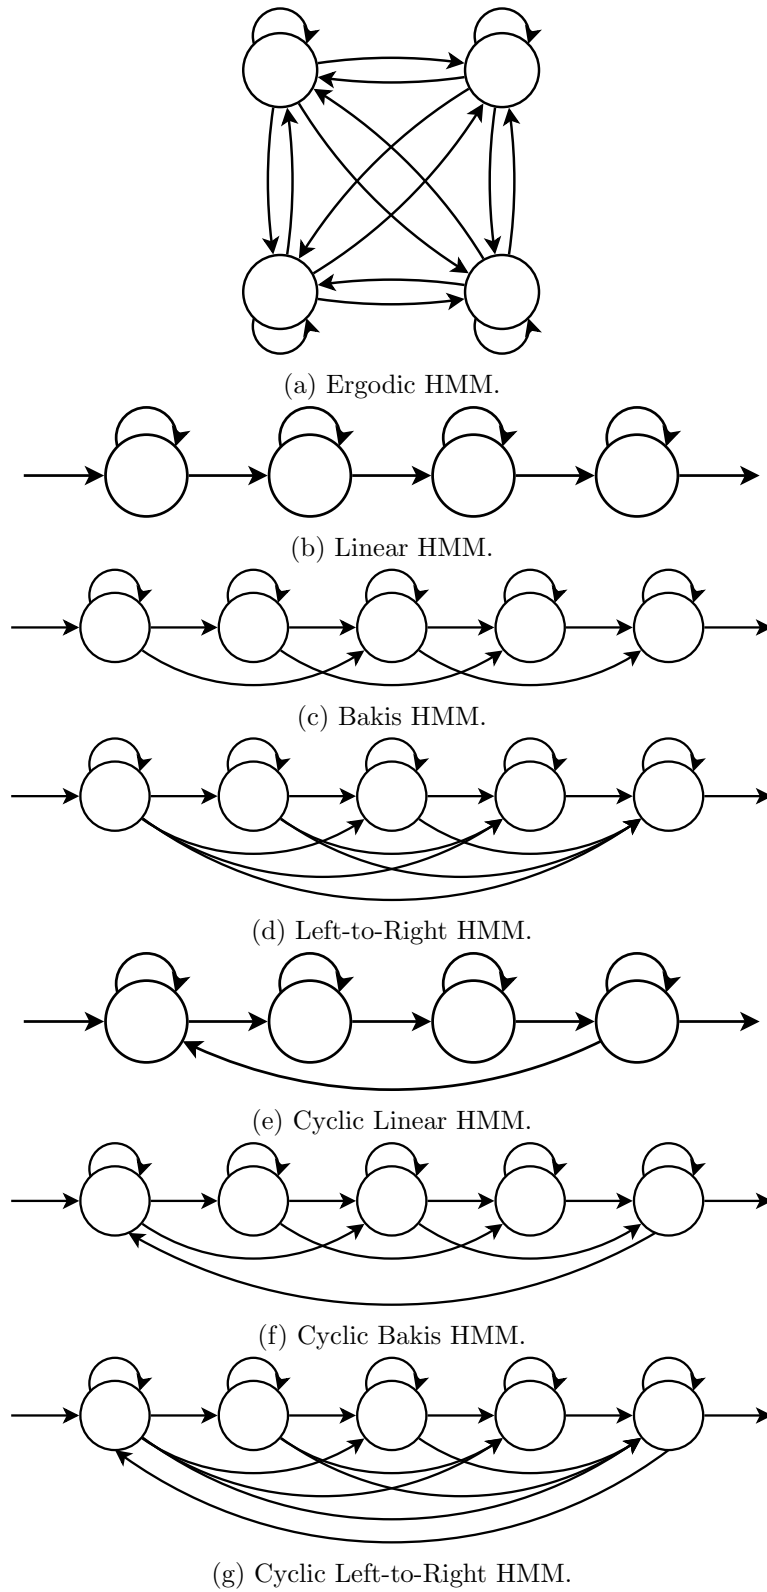 (a) Ergodic HMM.
(b) Linear HMM.
(c) Bakis HMM.
(d) Left-to-Right HMM.
(e) Cyclic Linear HMM.
(f) Cyclic Bakis HMM.
(g) Cyclic Left-to-Right HMM.